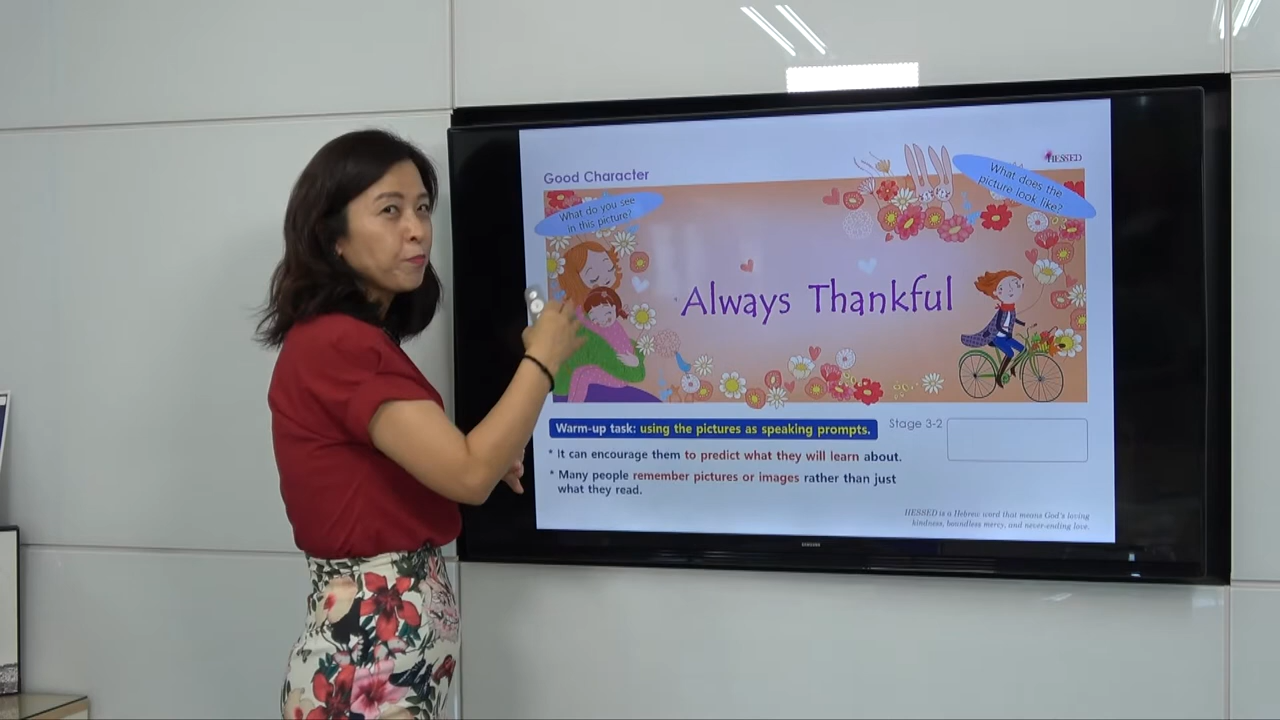 HESSED
Good Character
What do you see
in this picture?
What does the
picture look like?
Always Thankful
Warm-up task: using the pictures as speaking prompts.
Stage 3-2
* It can encourage them to predict what they will learn about.
* Many people remember pictures or images rather than just
what they read.
HESSED is a Hebrew word that means God's loving
kindness, boundless mercy, and never-ending love.
SAMSUNG